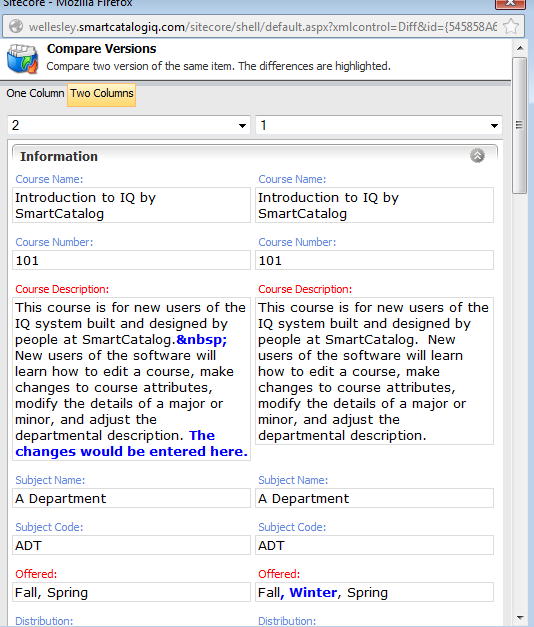 Sitecore - Mozilla Firefox
wellesley.smartcatalogiq.com/sitecore/shell/default.aspx?xmlcontrol=Diff&id={545858A6
Compare Versions
Compare two version of the same item. The differences are highlighted.
One Column Two Columns
2 1
Information
Course Name: Course Name:
Introduction to IQ by Introduction to IQ by
SmartCatalog SmartCatalog
Course Number: Course Number:
101 101
Course Description: Course Description:
This course is for new users of the This course is for new users of the
IQ system built and designed by IQ system built and designed by
people at SmartCatalog.&nbsp; people at SmartCatalog.  New
New users of the software will users of the software will learn
learn how to edit a course, make how to edit a course, make
changes to course attributes, changes to course attributes,
modify the details of a major or modify the details of a major or
minor, and adjust the minor, and adjust the
departmental description. The departmental description.
changes would be entered here.
Subject Name: Subject Name:
A Department A Department
Subject Code: Subject Code:
ADT ADT
Offered: Offered:
Fall, Spring Fall, Winter, Spring
Distribution: Distribution: